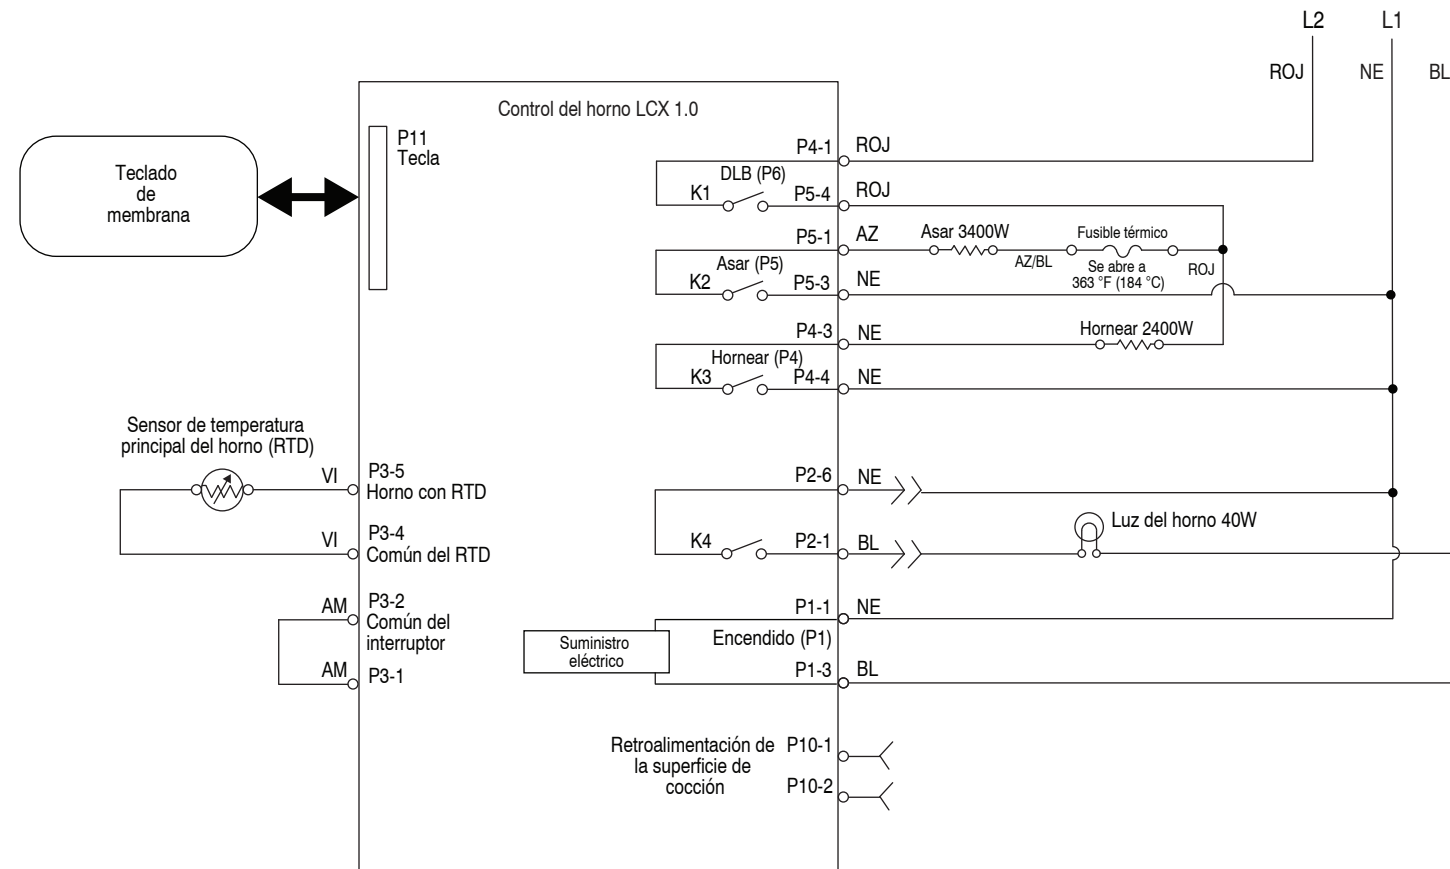 L2 L1
ROJ NE BL
Control del horno LCX 1.0
P11
Tecla
Teclado
de
membrana
P4-1 ROJ
DLB (P6)
K1 P5-4 ROJ
P5-1 AZ Asar 3400W Fusible térmico
AZ/BL Se abre a ROJ
363 °F (184 °C)
Asar (P5)
K2 P5-3 NE
P4-3 NE Hornear 2400W
Hornear (P4)
K3 P4-4 NE
Sensor de temperatura
principal del horno (RTD)
VI P3-5
Horno con RTD
VI P3-4
Común del RTD
AM P3-2
Común del
interruptor
AM P3-1
P2-6 NE
Luz del horno 40W
K4 P2-1 BL
P1-1 NE
Suministro
eléctrico
Encendido (P1)
P1-3 BL
Retroalimentación de
la superficie de
cocción
P10-1
P10-2